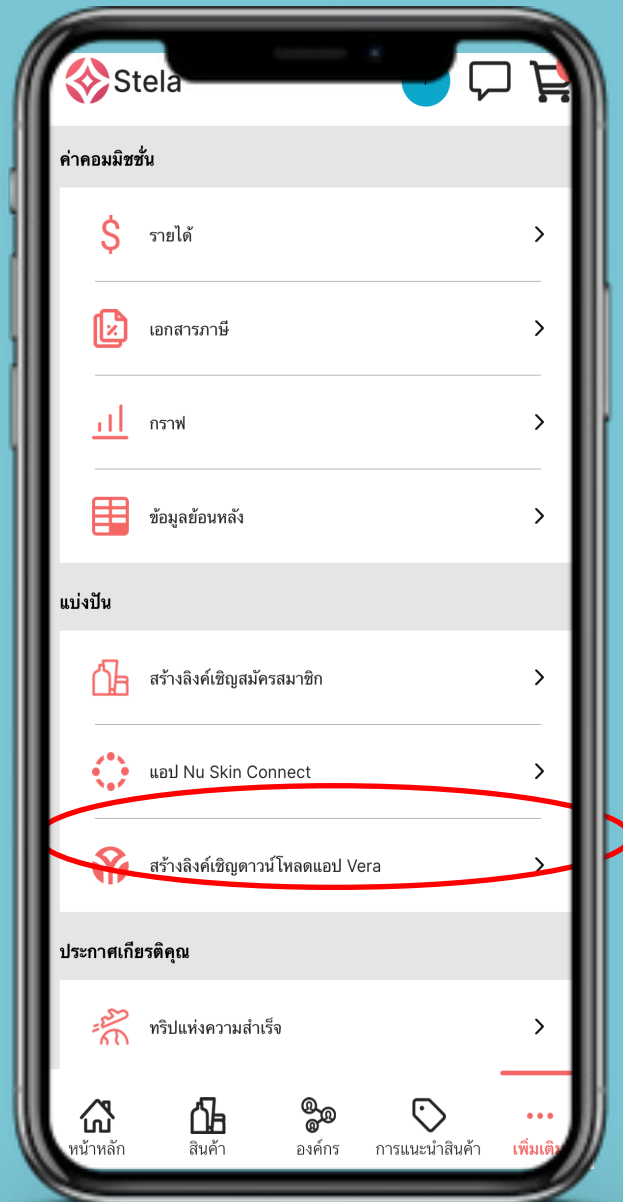 Stela
ค่าคอมมิชชั่น
รายได้
เอกสารภาษี
กราฟ
ข้อมูลย้อนหลัง
แบ่งปัน
สร้างลิงค์เชิญสมัครสมาชิก
แอป Nu Skin Connect
สร้างลิงค์เชิญดาวน์โหลดแอป Vera
ประกาศเกียรติคุณ
ทริปแห่งความสำเร็จ
หน้าหลัก สินค้า องค์กร การแนะนำสินค้า